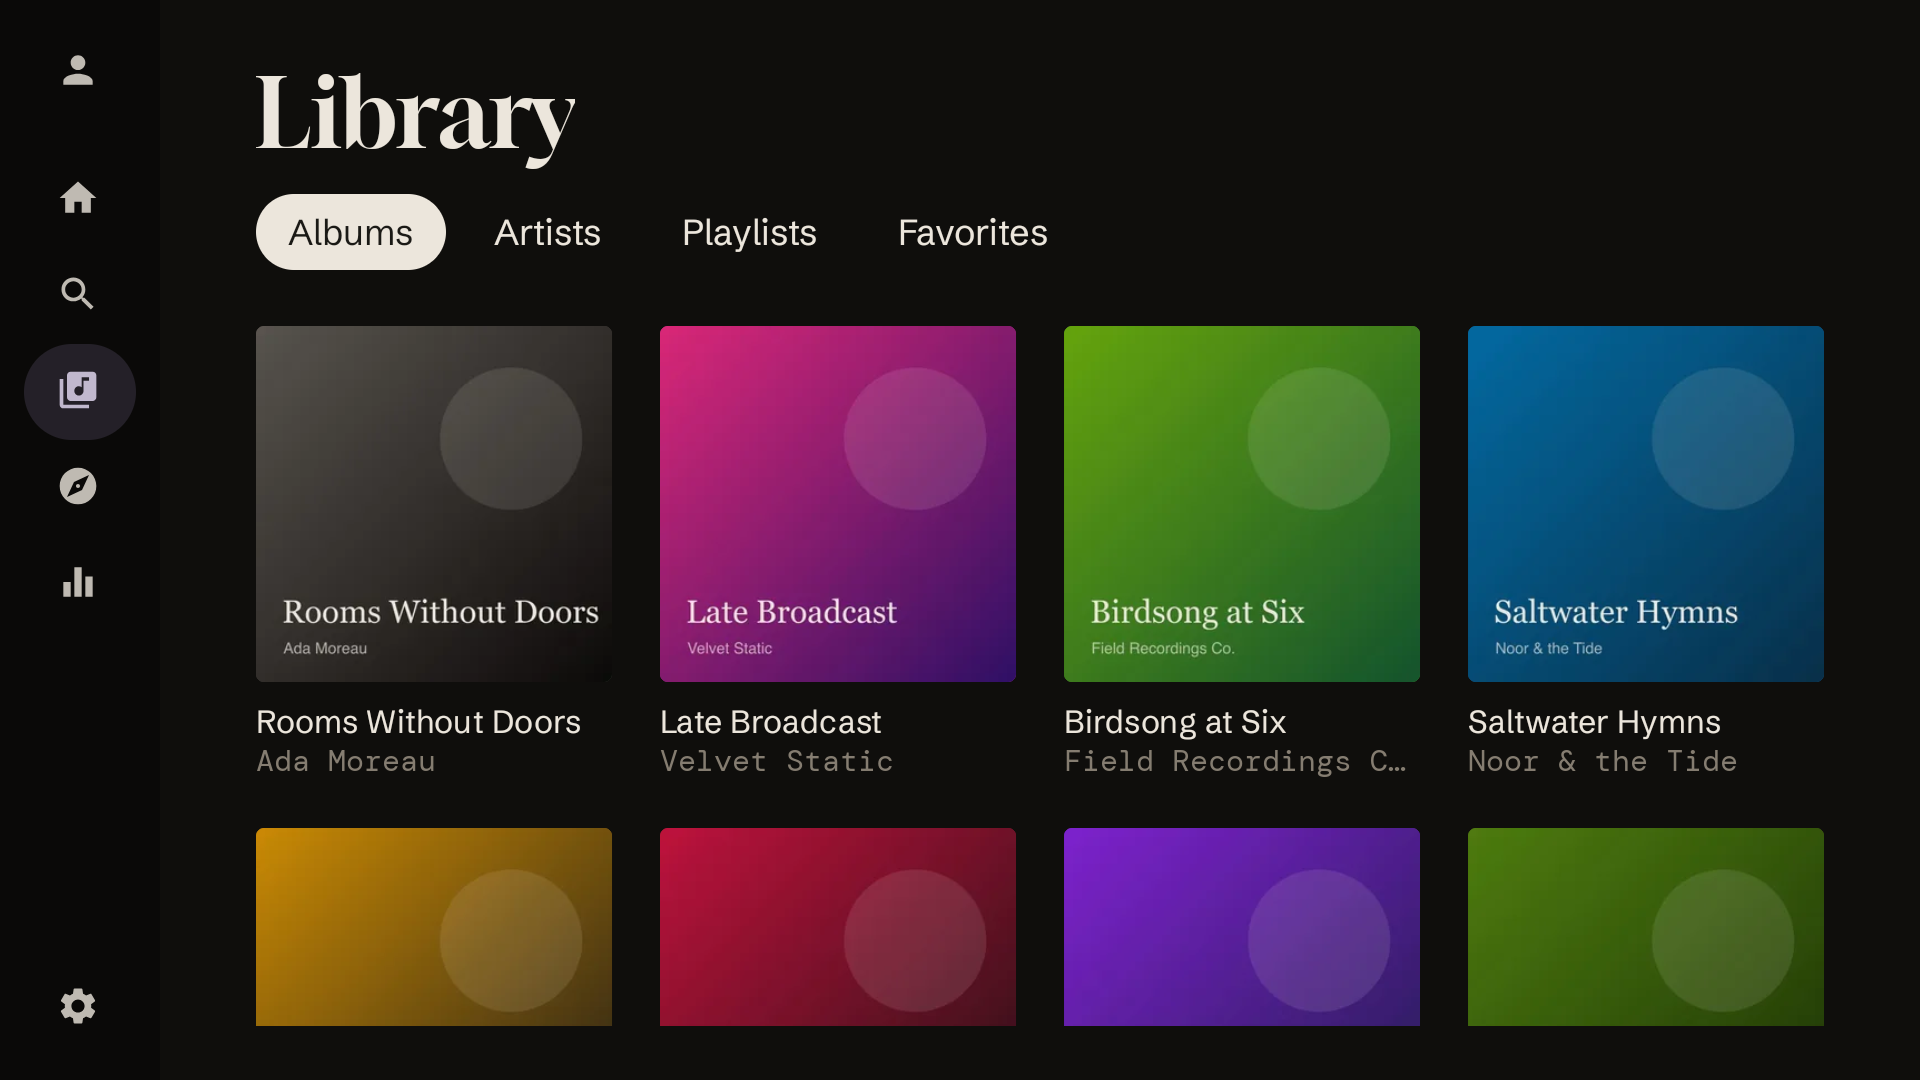 Library
Albums
Artists
Playlists
Favorites
Rooms Without Doors
Ada Moreau
Late Broadcast
Velvet Static
Birdsong at Six
Field Recordings Co.
Saltwater Hymns
Noor & the Tide
Rooms Without Doors
Ada Moreau
Late Broadcast
Velvet Static
Birdsong at Six
Field Recordings C…
Saltwater Hymns
Noor & the Tide